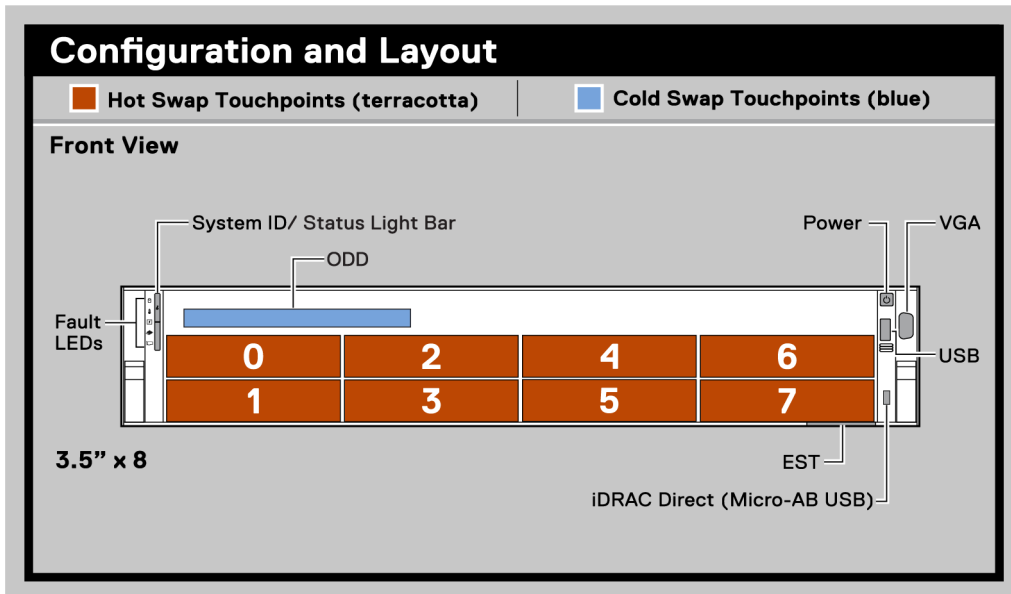 Configuration and Layout
Hot Swap Touchpoints (terracotta)
Cold Swap Touchpoints (blue)
Front View
System ID/ Status Light Bar
Power
VGA
ODD
Fault
LEDs
0 2 4 6
USB
1 3 5 7
3.5” x 8
EST
iDRAC Direct (Micro-AB USB)